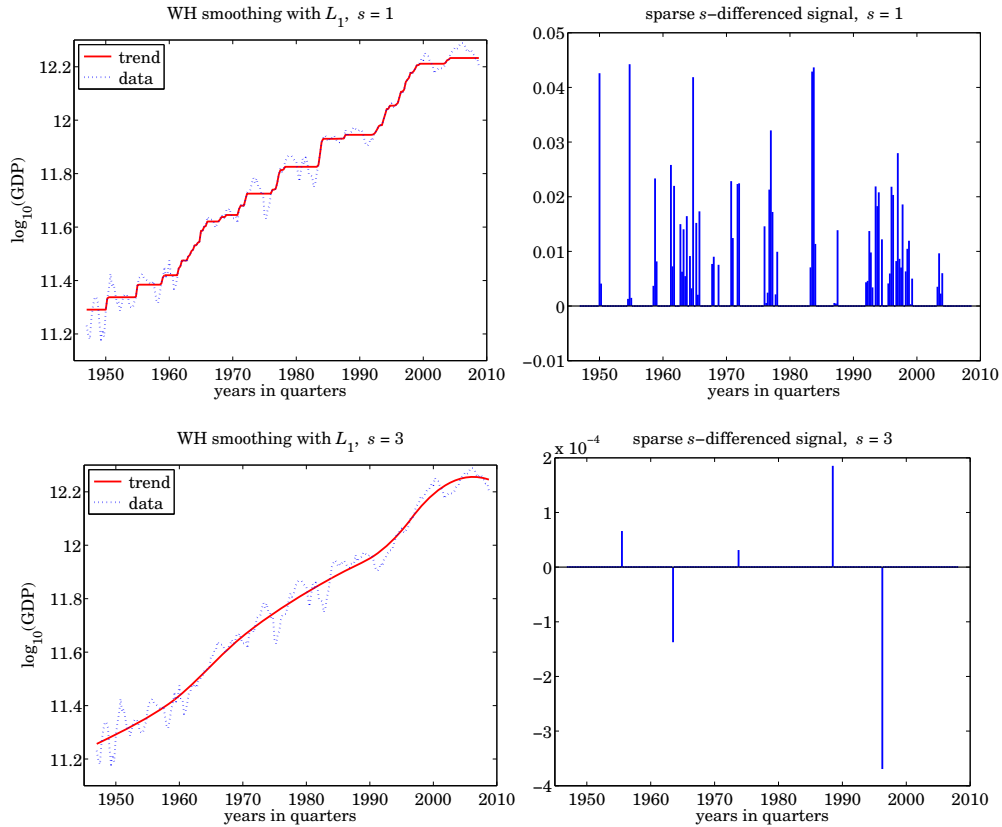 WH smoothing with L₁, s = 1
12.2
12
11.8
11.6
11.4
11.2
log₁₀(GDP)
trend
data
1950 1960 1970 1980 1990 2000 2010
years in quarters
sparse s−differenced signal, s = 1
0.05
0.04
0.03
0.02
0.01
0
−0.01
1950 1960 1970 1980 1990 2000 2010
years in quarters
WH smoothing with L₁, s = 3
12.2
12
11.8
11.6
11.4
11.2
log₁₀(GDP)
trend
data
1950 1960 1970 1980 1990 2000 2010
years in quarters
sparse s−differenced signal, s = 3
x 10⁻⁴
2
1
0
−1
−2
−3
−4
1950 1960 1970 1980 1990 2000 2010
years in quarters